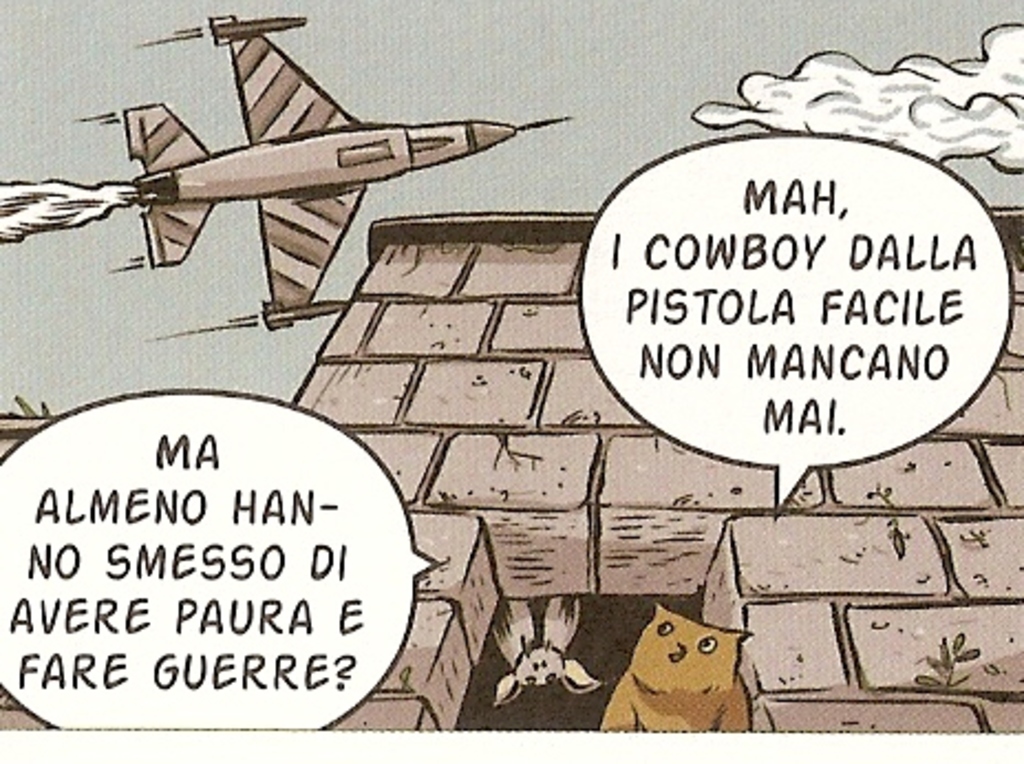 MA
ALMENO HAN-
NO SMESSO DI
AVERE PAURA E
FARE GUERRE?
MAH,
I COWBOY DALLA
PISTOLA FACILE
NON MANCANO
MAI.